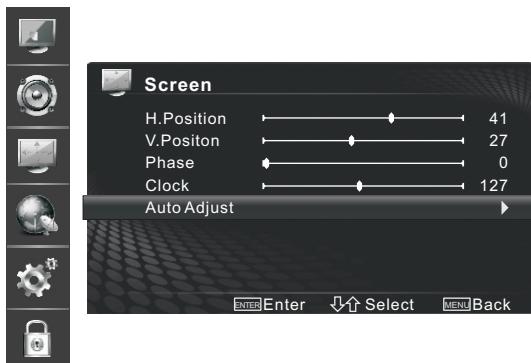 Screen
H.Position 41
V.Positon 27
Phase 0
Clock 127
Auto Adjust
ENTER Enter Select MENU Back